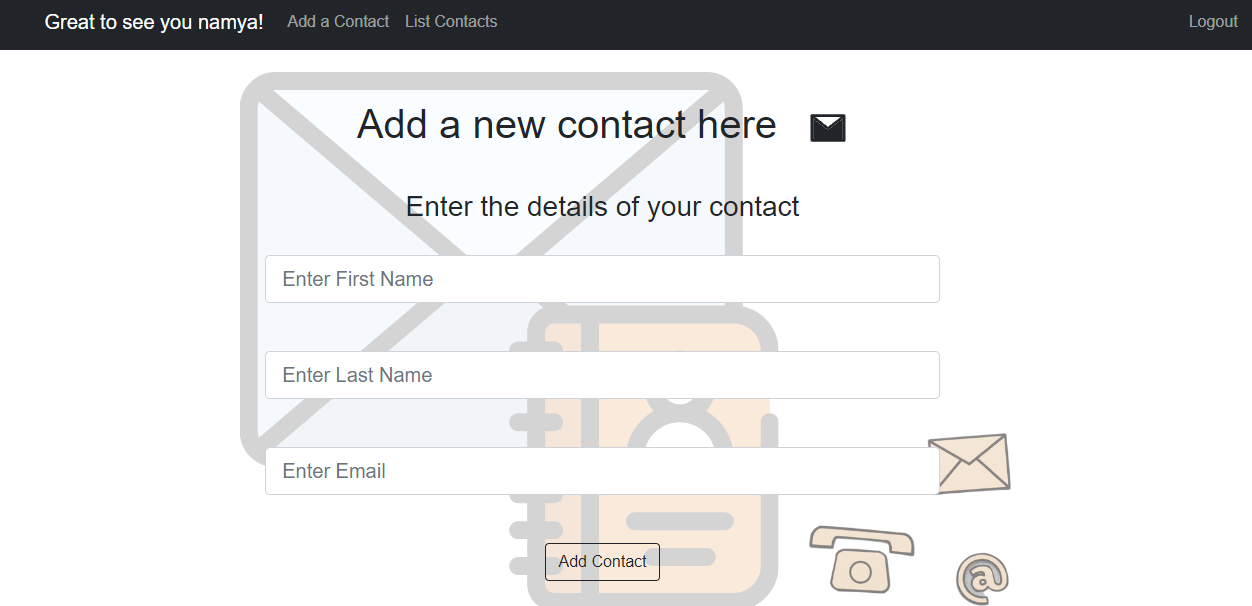 Great to see you namya! Add a Contact List Contacts Logout
Add a new contact here
Enter the details of your contact
Enter First Name
Enter Last Name
Enter Email
Add Contact
@